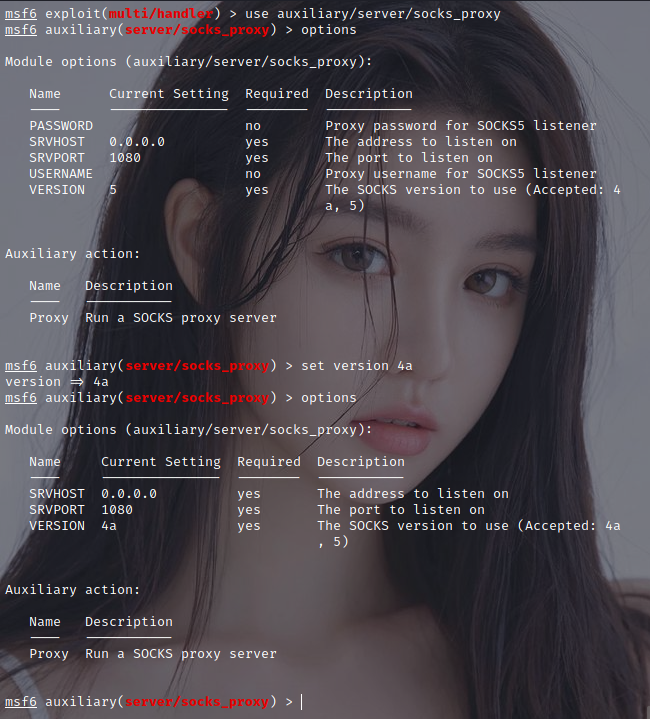 msf6 exploit(multi/handler) > use auxiliary/server/socks_proxy
msf6 auxiliary(server/socks_proxy) > options
Module options (auxiliary/server/socks_proxy):
Name Current Setting Required Description
---- --------------- -------- -----------
PASSWORD no Proxy password for SOCKS5 listener
SRVHOST 0.0.0.0 yes The address to listen on
SRVPORT 1080 yes The port to listen on
USERNAME no Proxy username for SOCKS5 listener
VERSION 5 yes The SOCKS version to use (Accepted: 4
a, 5)
Auxiliary action:
Name Description
---- -----------
Proxy Run a SOCKS proxy server
msf6 auxiliary(server/socks_proxy) > set version 4a
version => 4a
msf6 auxiliary(server/socks_proxy) > options
Module options (auxiliary/server/socks_proxy):
Name Current Setting Required Description
---- --------------- -------- -----------
SRVHOST 0.0.0.0 yes The address to listen on
SRVPORT 1080 yes The port to listen on
VERSION 4a yes The SOCKS version to use (Accepted: 4a
, 5)
Auxiliary action:
Name Description
---- -----------
Proxy Run a SOCKS proxy server
msf6 auxiliary(server/socks_proxy) >